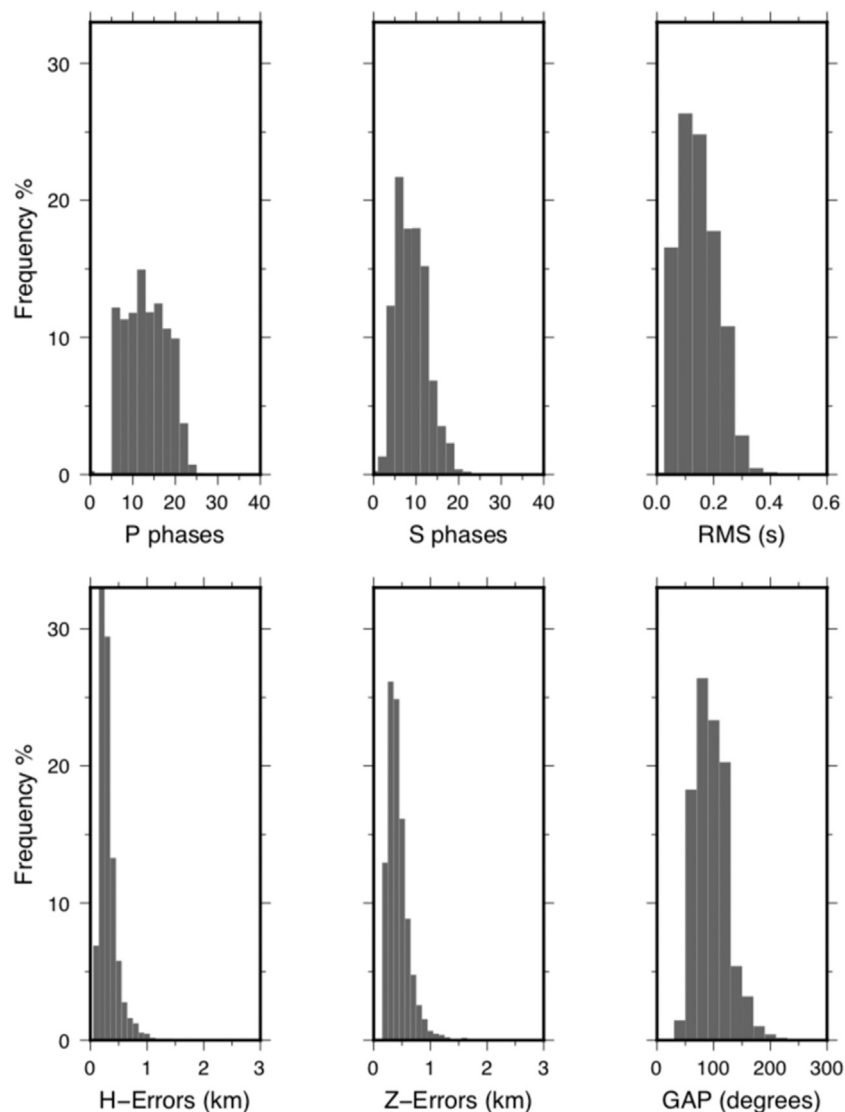 30
20
10
0
Frequency %
0 10 20 30 40
P phases
0 10 20 30 40
S phases
0.0 0.2 0.4 0.6
RMS (s)
30
20
10
0
Frequency %
0 1 2 3
H−Errors (km)
0 1 2 3
Z−Errors (km)
0 100 200 300
GAP (degrees)